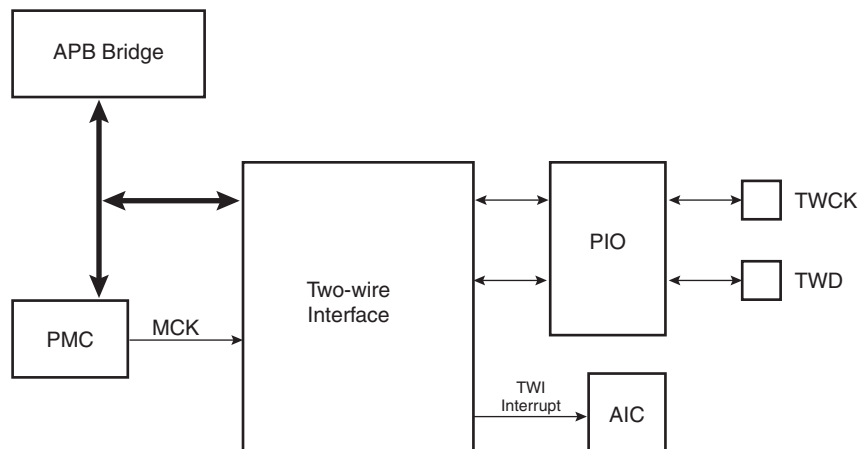 APB Bridge
TWCK
PIO
TWD
Two-wire
Interface
PMC
MCK
TWI
Interrupt
AIC